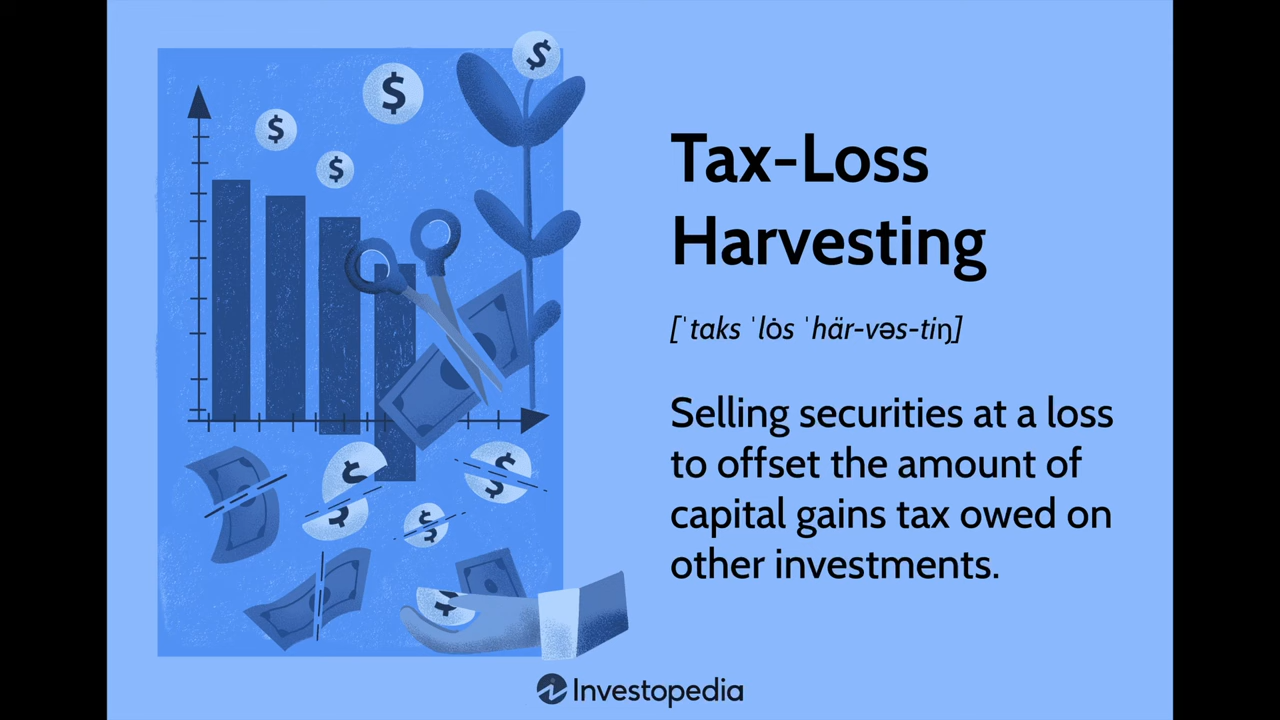 Tax-Loss
Harvesting
[ˈtaks ˈlȯs ˈhär-vəs-tiŋ]
Selling securities at a loss
to offset the amount of
capital gains tax owed on
other investments.
Investopedia